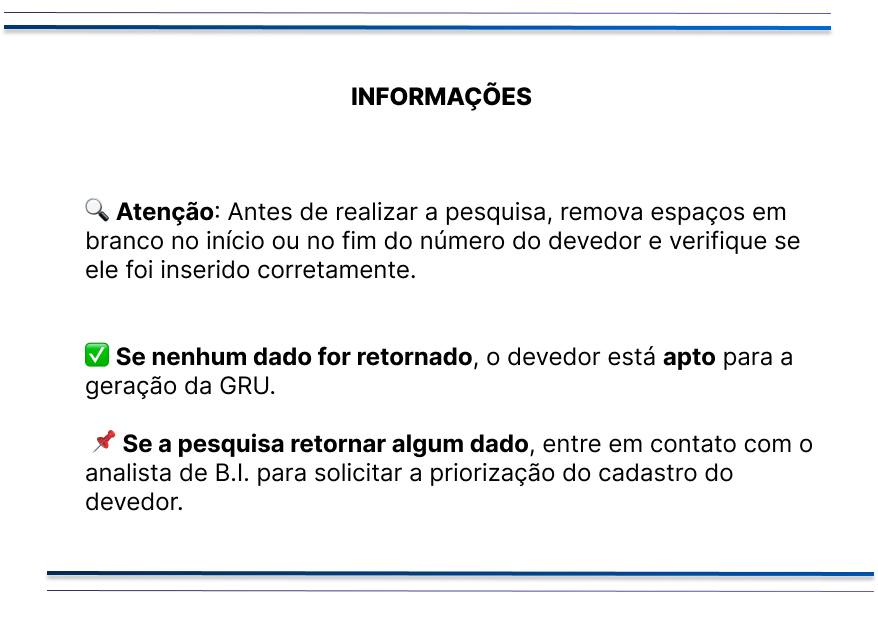 INFORMAÇÕES
🔍 Atenção: Antes de realizar a pesquisa, remova espaços em
branco no início ou no fim do número do devedor e verifique se
ele foi inserido corretamente.
✅ Se nenhum dado for retornado, o devedor está apto para a
geração da GRU.
📌 Se a pesquisa retornar algum dado, entre em contato com o
analista de B.I. para solicitar a priorização do cadastro do
devedor.